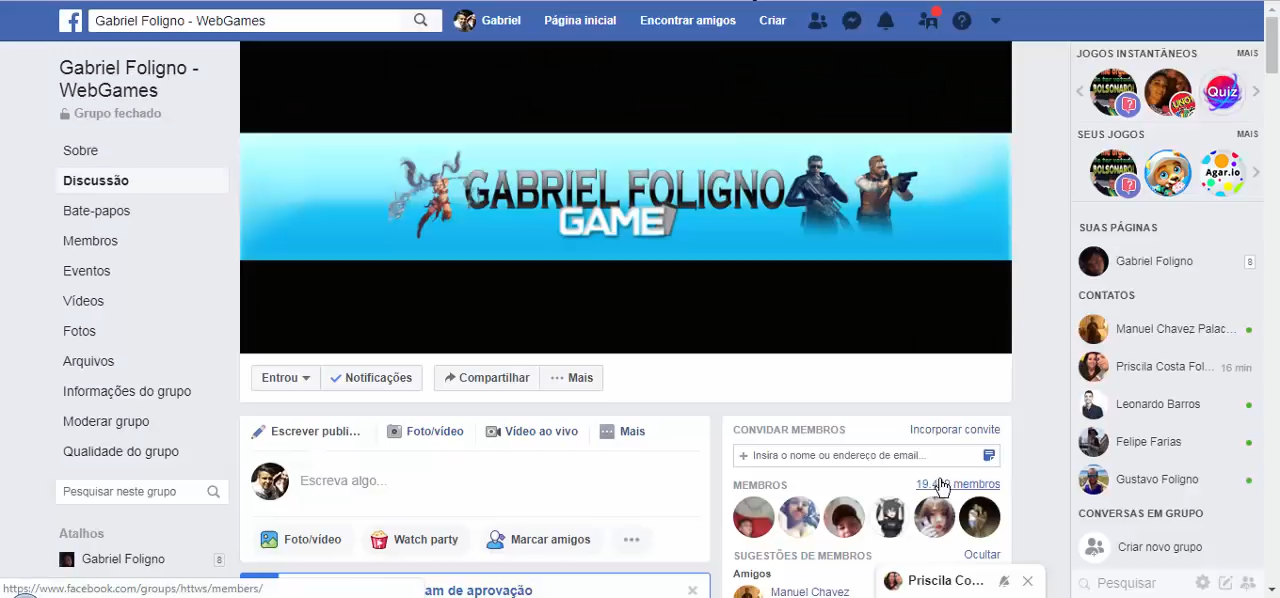 Gabriel Foligno - WebGames
Gabriel
Página inicial
Encontrar amigos
Criar
Gabriel Foligno -
WebGames
Grupo fechado
Sobre
Discussão
Bate-papos
Membros
Eventos
Vídeos
Fotos
Arquivos
Informações do grupo
Moderar grupo
Qualidade do grupo
Pesquisar neste grupo
Atalhos
Gabriel Foligno
8
https://www.facebook.com/groups/httws/members/
GABRIEL FOLIGNO
GAME
Entrou
Notificações
Compartilhar
Mais
Escrever publi...
Foto/vídeo
Vídeo ao vivo
Mais
Escreva algo...
Foto/vídeo
Watch party
Marcar amigos
am de aprovação
CONVIDAR MEMBROS
Incorporar convite
Insira o nome ou endereço de email...
MEMBROS
membros
SUGESTÕES DE MEMBROS
Ocultar
Amigos
Manuel Chavez
Priscila Co...
JOGOS INSTANTÂNEOS
MAIS
BOLSONARO
UNO
Quiz
SEUS JOGOS
MAIS
Agar.io
SUAS PÁGINAS
Gabriel Foligno
8
CONTATOS
Manuel Chavez Palac...
Priscila Costa Fol...
16 min
Leonardo Barros
Felipe Farias
Gustavo Foligno
CONVERSAS EM GRUPO
Criar novo grupo
Pesquisar